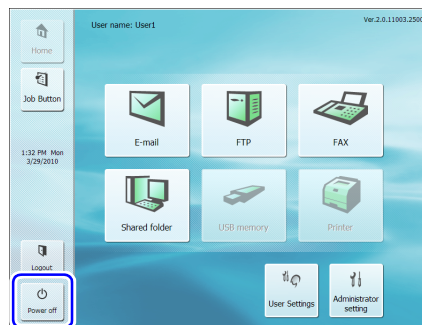 User name: User1
Ver.2.0.11003.2500
Home
Job Button
1:32 PM Mon
3/29/2010
E-mail
FTP
FAX
Shared folder
USB memory
Printer
Logout
Power off
User Settings
Administrator
setting